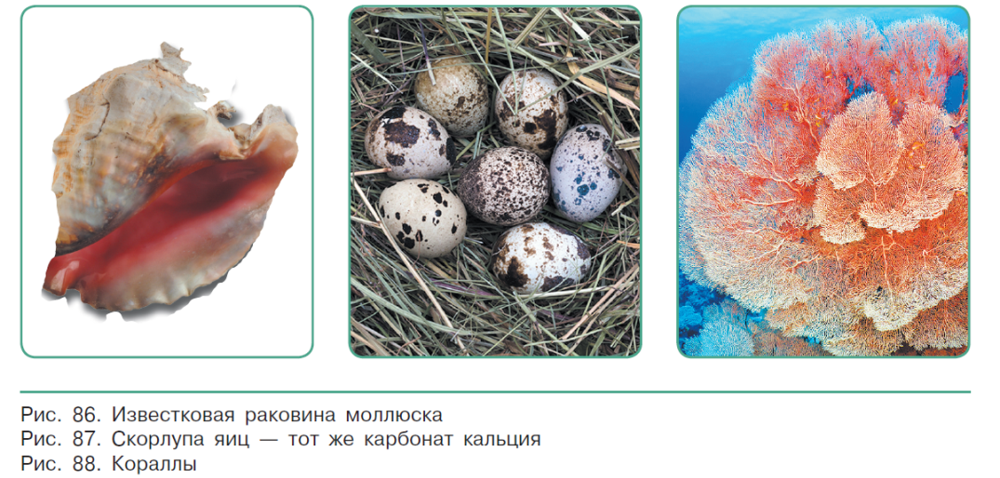 Рис. 86. Известковая раковина моллюска
Рис. 87. Скорлупа яиц — тот же карбонат кальция
Рис. 88. Кораллы